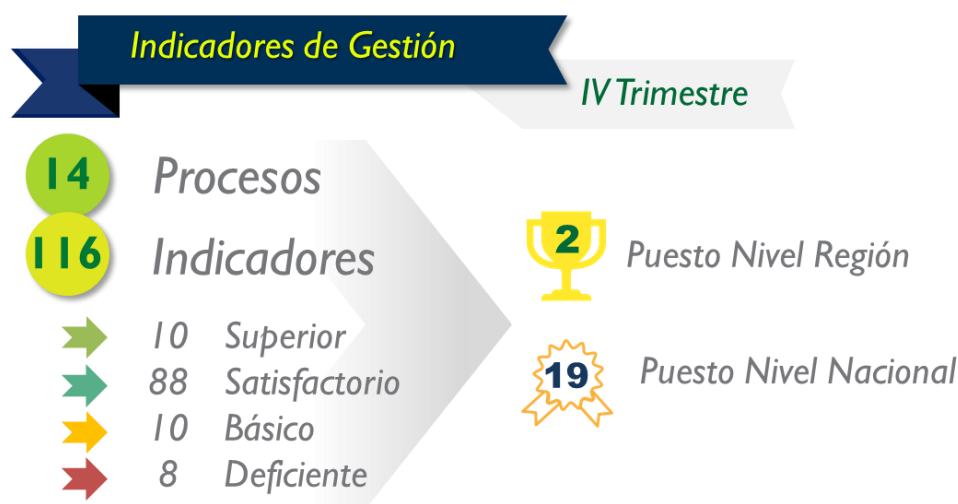 Indicadores de Gestión
IV Trimestre
14 Procesos
116 Indicadores
10 Superior
88 Satisfactorio
10 Básico
8 Deficiente
2 Puesto Nivel Región
19 Puesto Nivel Nacional